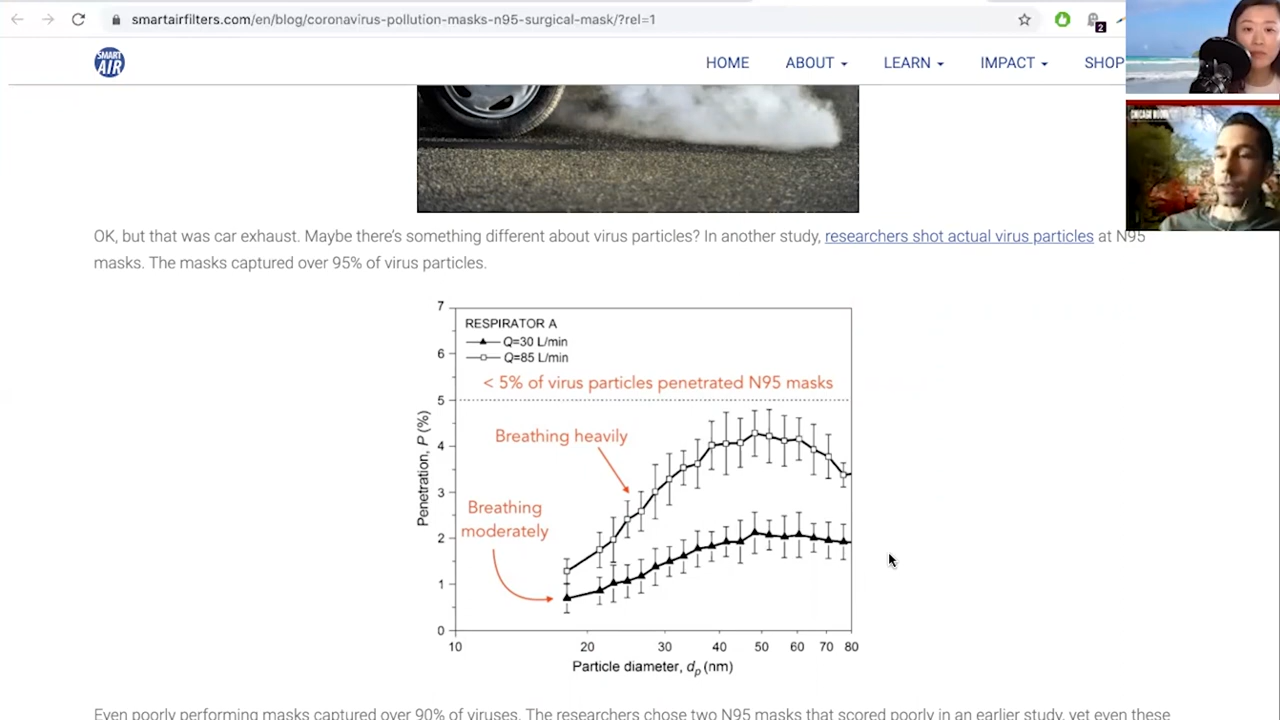 smartairfilters.com/en/blog/coronavirus-pollution-masks-n95-surgical-mask/?rel=1
2
SMART
AIR
HOME
ABOUT
LEARN
IMPACT
SHOP
CHICAGO BOOTH
OK, but that was car exhaust. Maybe there's something different about virus particles? In another study, researchers shot actual virus particles at N95
masks. The masks captured over 95% of virus particles.
7
RESPIRATOR A
Q=30 L/min
6
Q=85 L/min
< 5% of virus particles penetrated N95 masks
5
Breathing heavily
4
3
Breathing
moderately
2
1
0
Penetration, P (%)
10
20
30
40
50
60
70
80
Particle diameter, dp (nm)
Even poorly performing masks captured over 90% of viruses. The researchers chose two N95 masks that scored poorly in an earlier study, yet even these